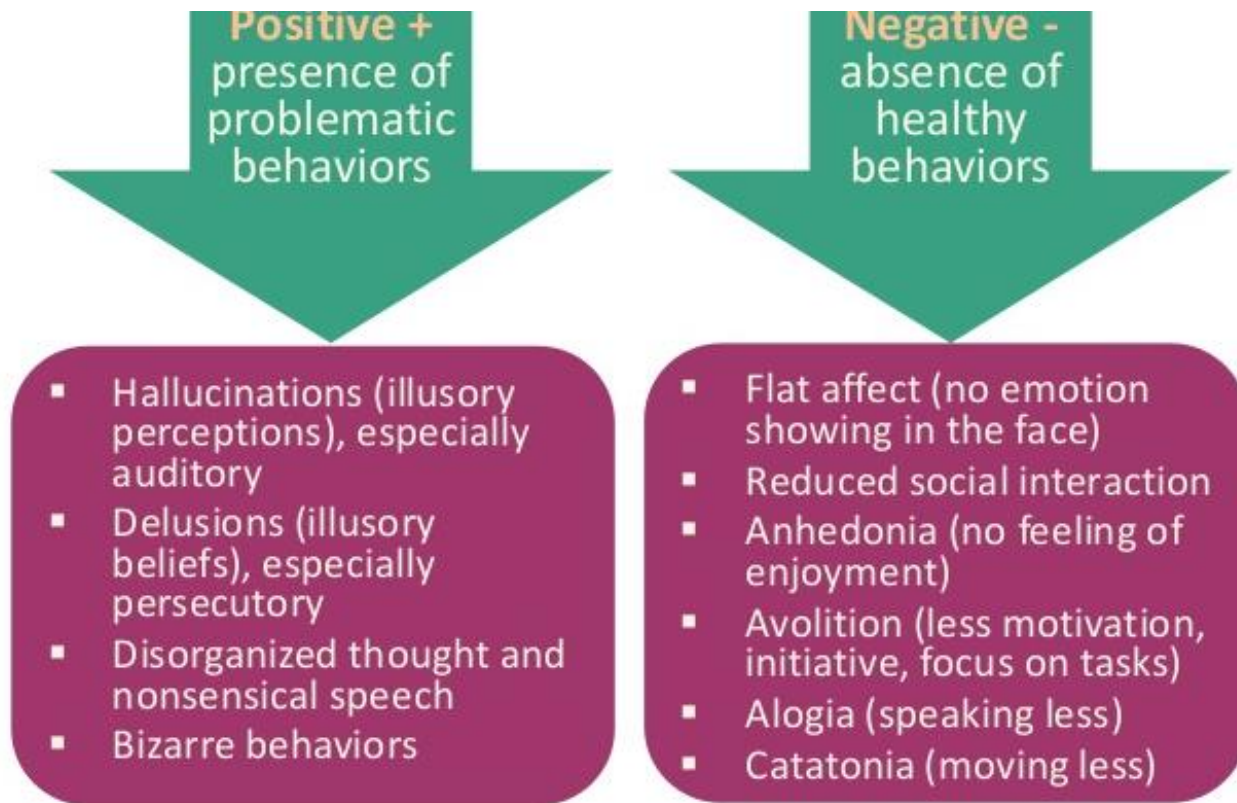 Positive +
presence of
problematic
behaviors
▪ Hallucinations (illusory
perceptions), especially
auditory
▪ Delusions (illusory
beliefs), especially
persecutory
▪ Disorganized thought and
nonsensical speech
▪ Bizarre behaviors
Negative -
absence of
healthy
behaviors
▪ Flat affect (no emotion
showing in the face)
▪ Reduced social interaction
▪ Anhedonia (no feeling of
enjoyment)
▪ Avolition (less motivation,
initiative, focus on tasks)
▪ Alogia (speaking less)
▪ Catatonia (moving less)